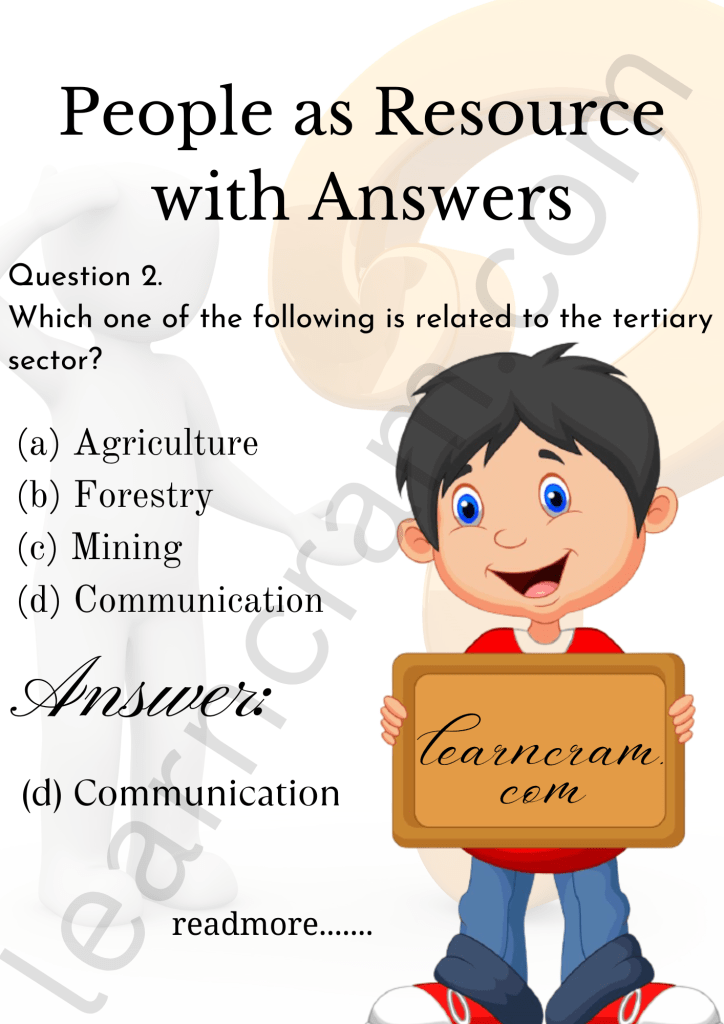 People as Resource
with Answers
Question 2.
Which one of the following is related to the tertiary
sector?
(a) Agriculture
(b) Forestry
(c) Mining
(d) Communication
Answer:
(d) Communication
learncram.
com
readmore.......
learncram.com